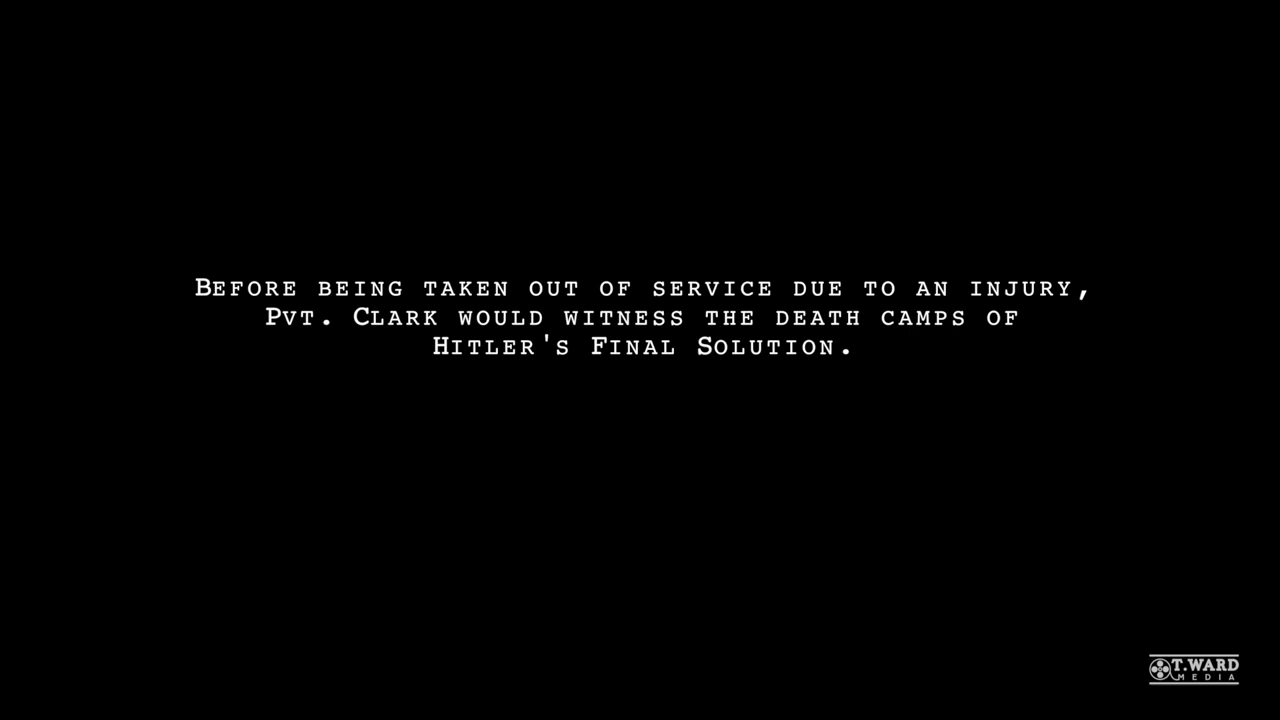 Before being taken out of service due to an injury,
Pvt. Clark would witness the death camps of
Hitler's Final Solution.
T.WARD
MEDIA